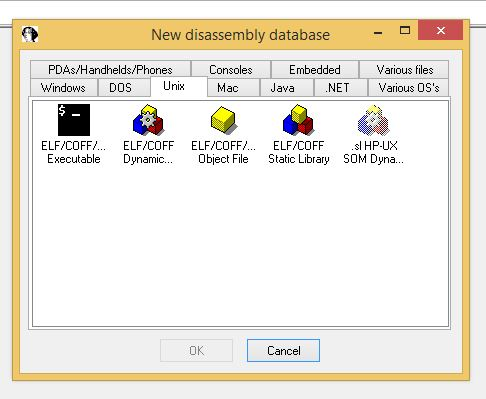 New disassembly database
PDAs/Handhelds/Phones Consoles Embedded Various files
Windows DOS Unix Mac Java .NET Various OS's
$ _
ELF/COFF/... ELF/COFF ELF/COFF/... ELF/COFF .sl HP-UX
Executable Dynamic... Object File Static Library SOM Dyna...
OK Cancel